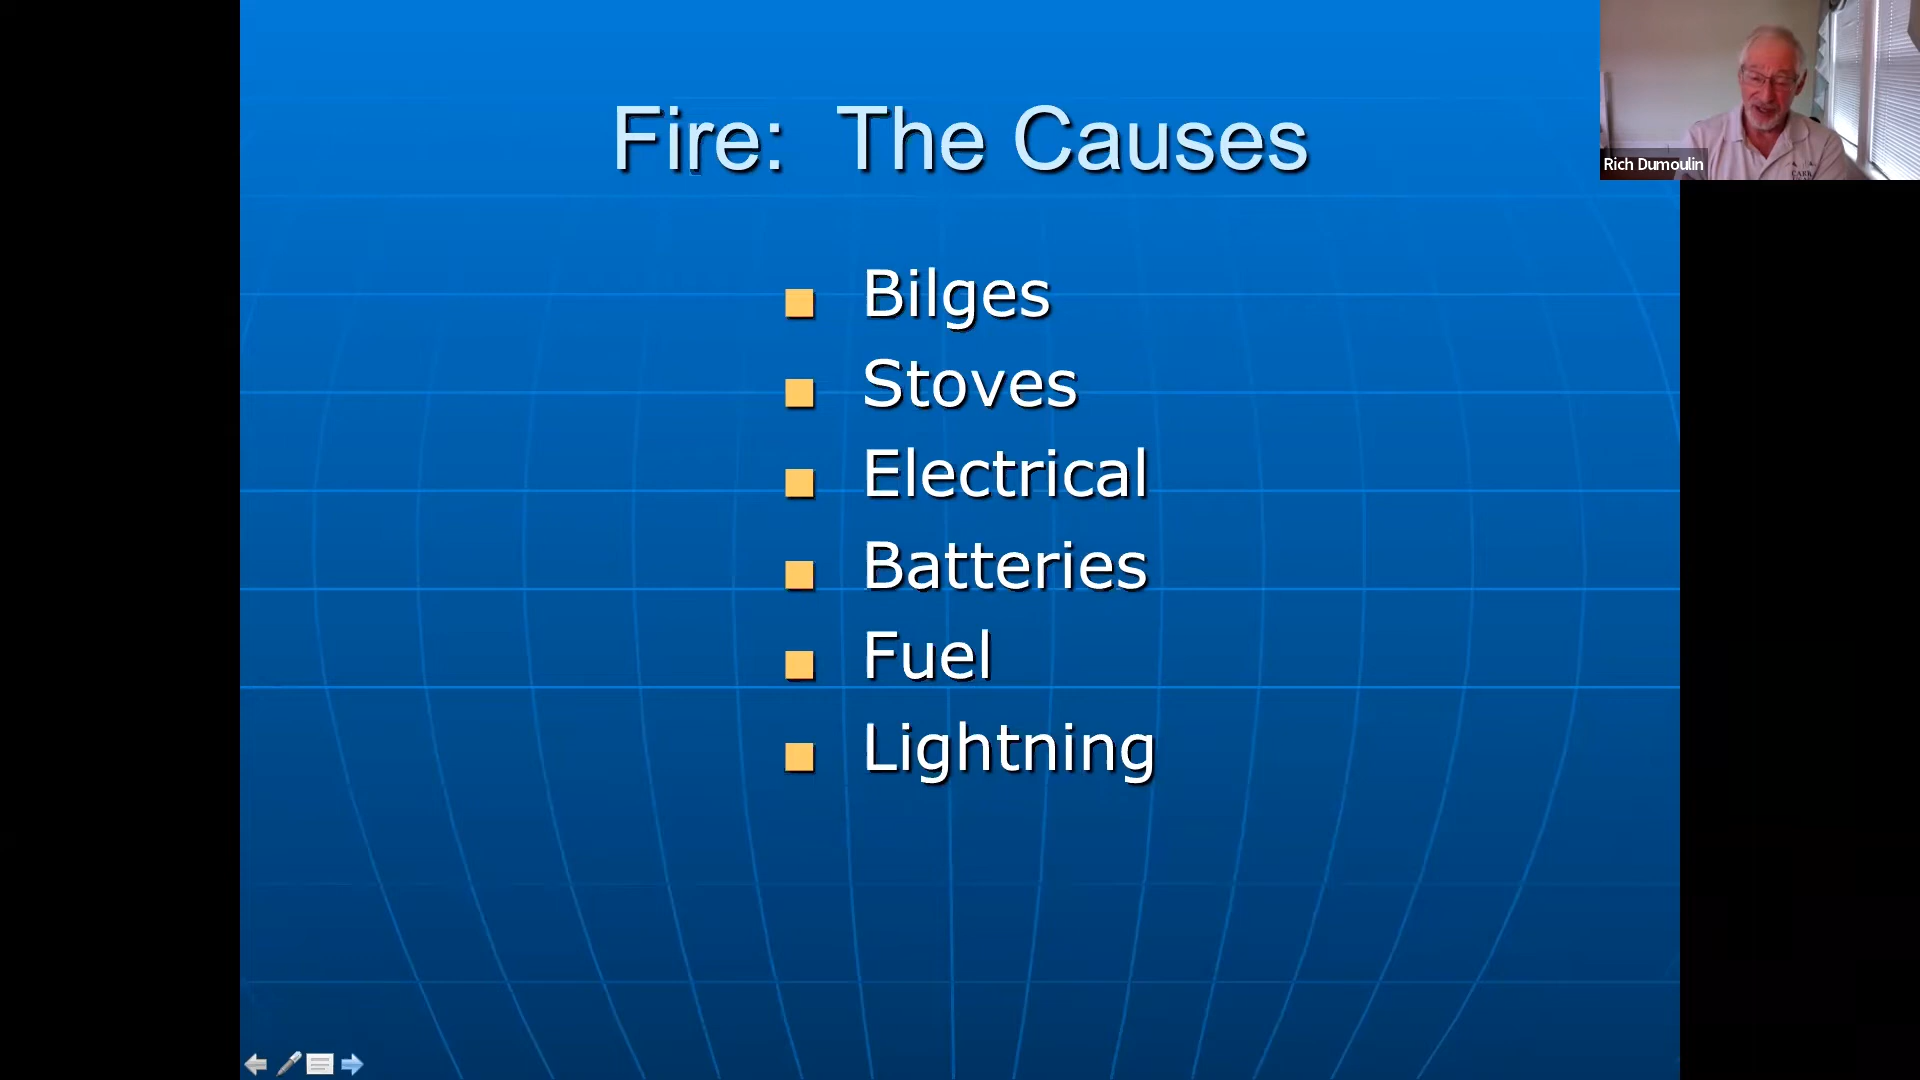 Fire: The Causes
Bilges
Stoves
Electrical
Batteries
Fuel
Lightning
Rich Dumoulin